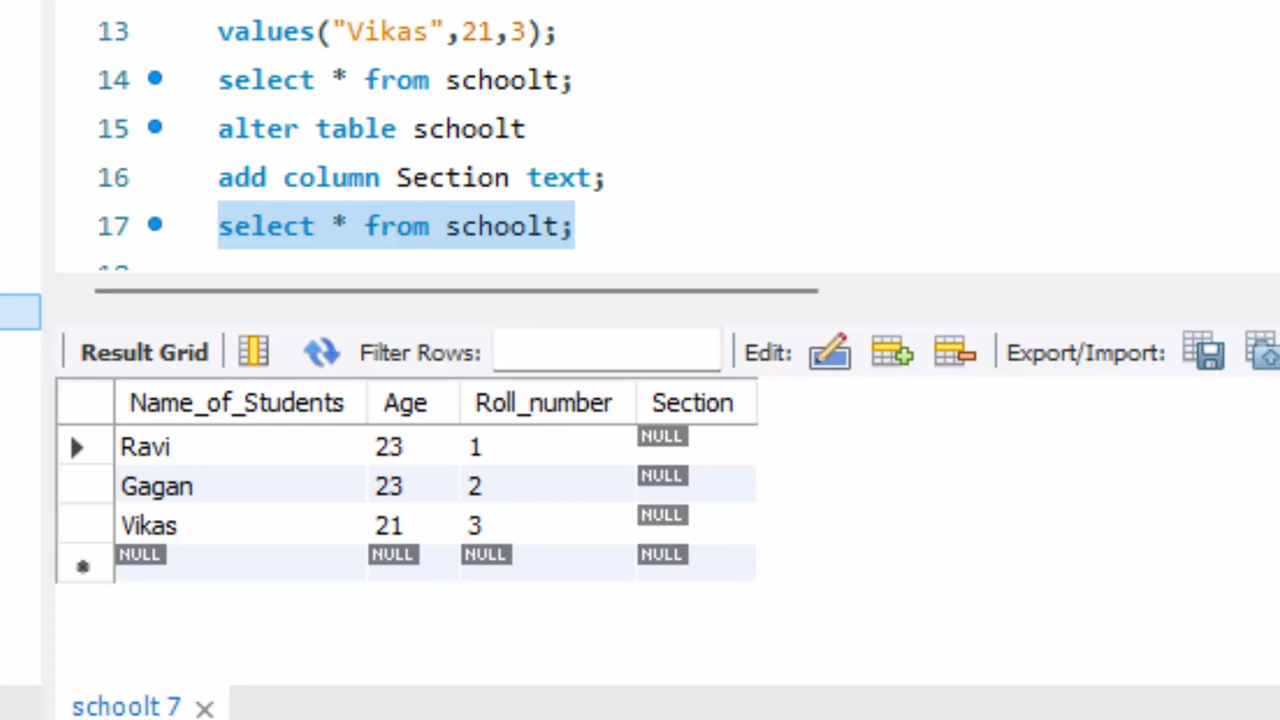 13 values("Vikas",21,3);
14 select * from schoolt;
15 alter table schoolt
16 add column Section text;
17 select * from schoolt;
Result Grid Filter Rows: Edit: Export/Import:
Name_of_Students Age Roll_number Section
Ravi 23 1 NULL
Gagan 23 2 NULL
Vikas 21 3 NULL
NULL NULL NULL NULL
schoolt 7